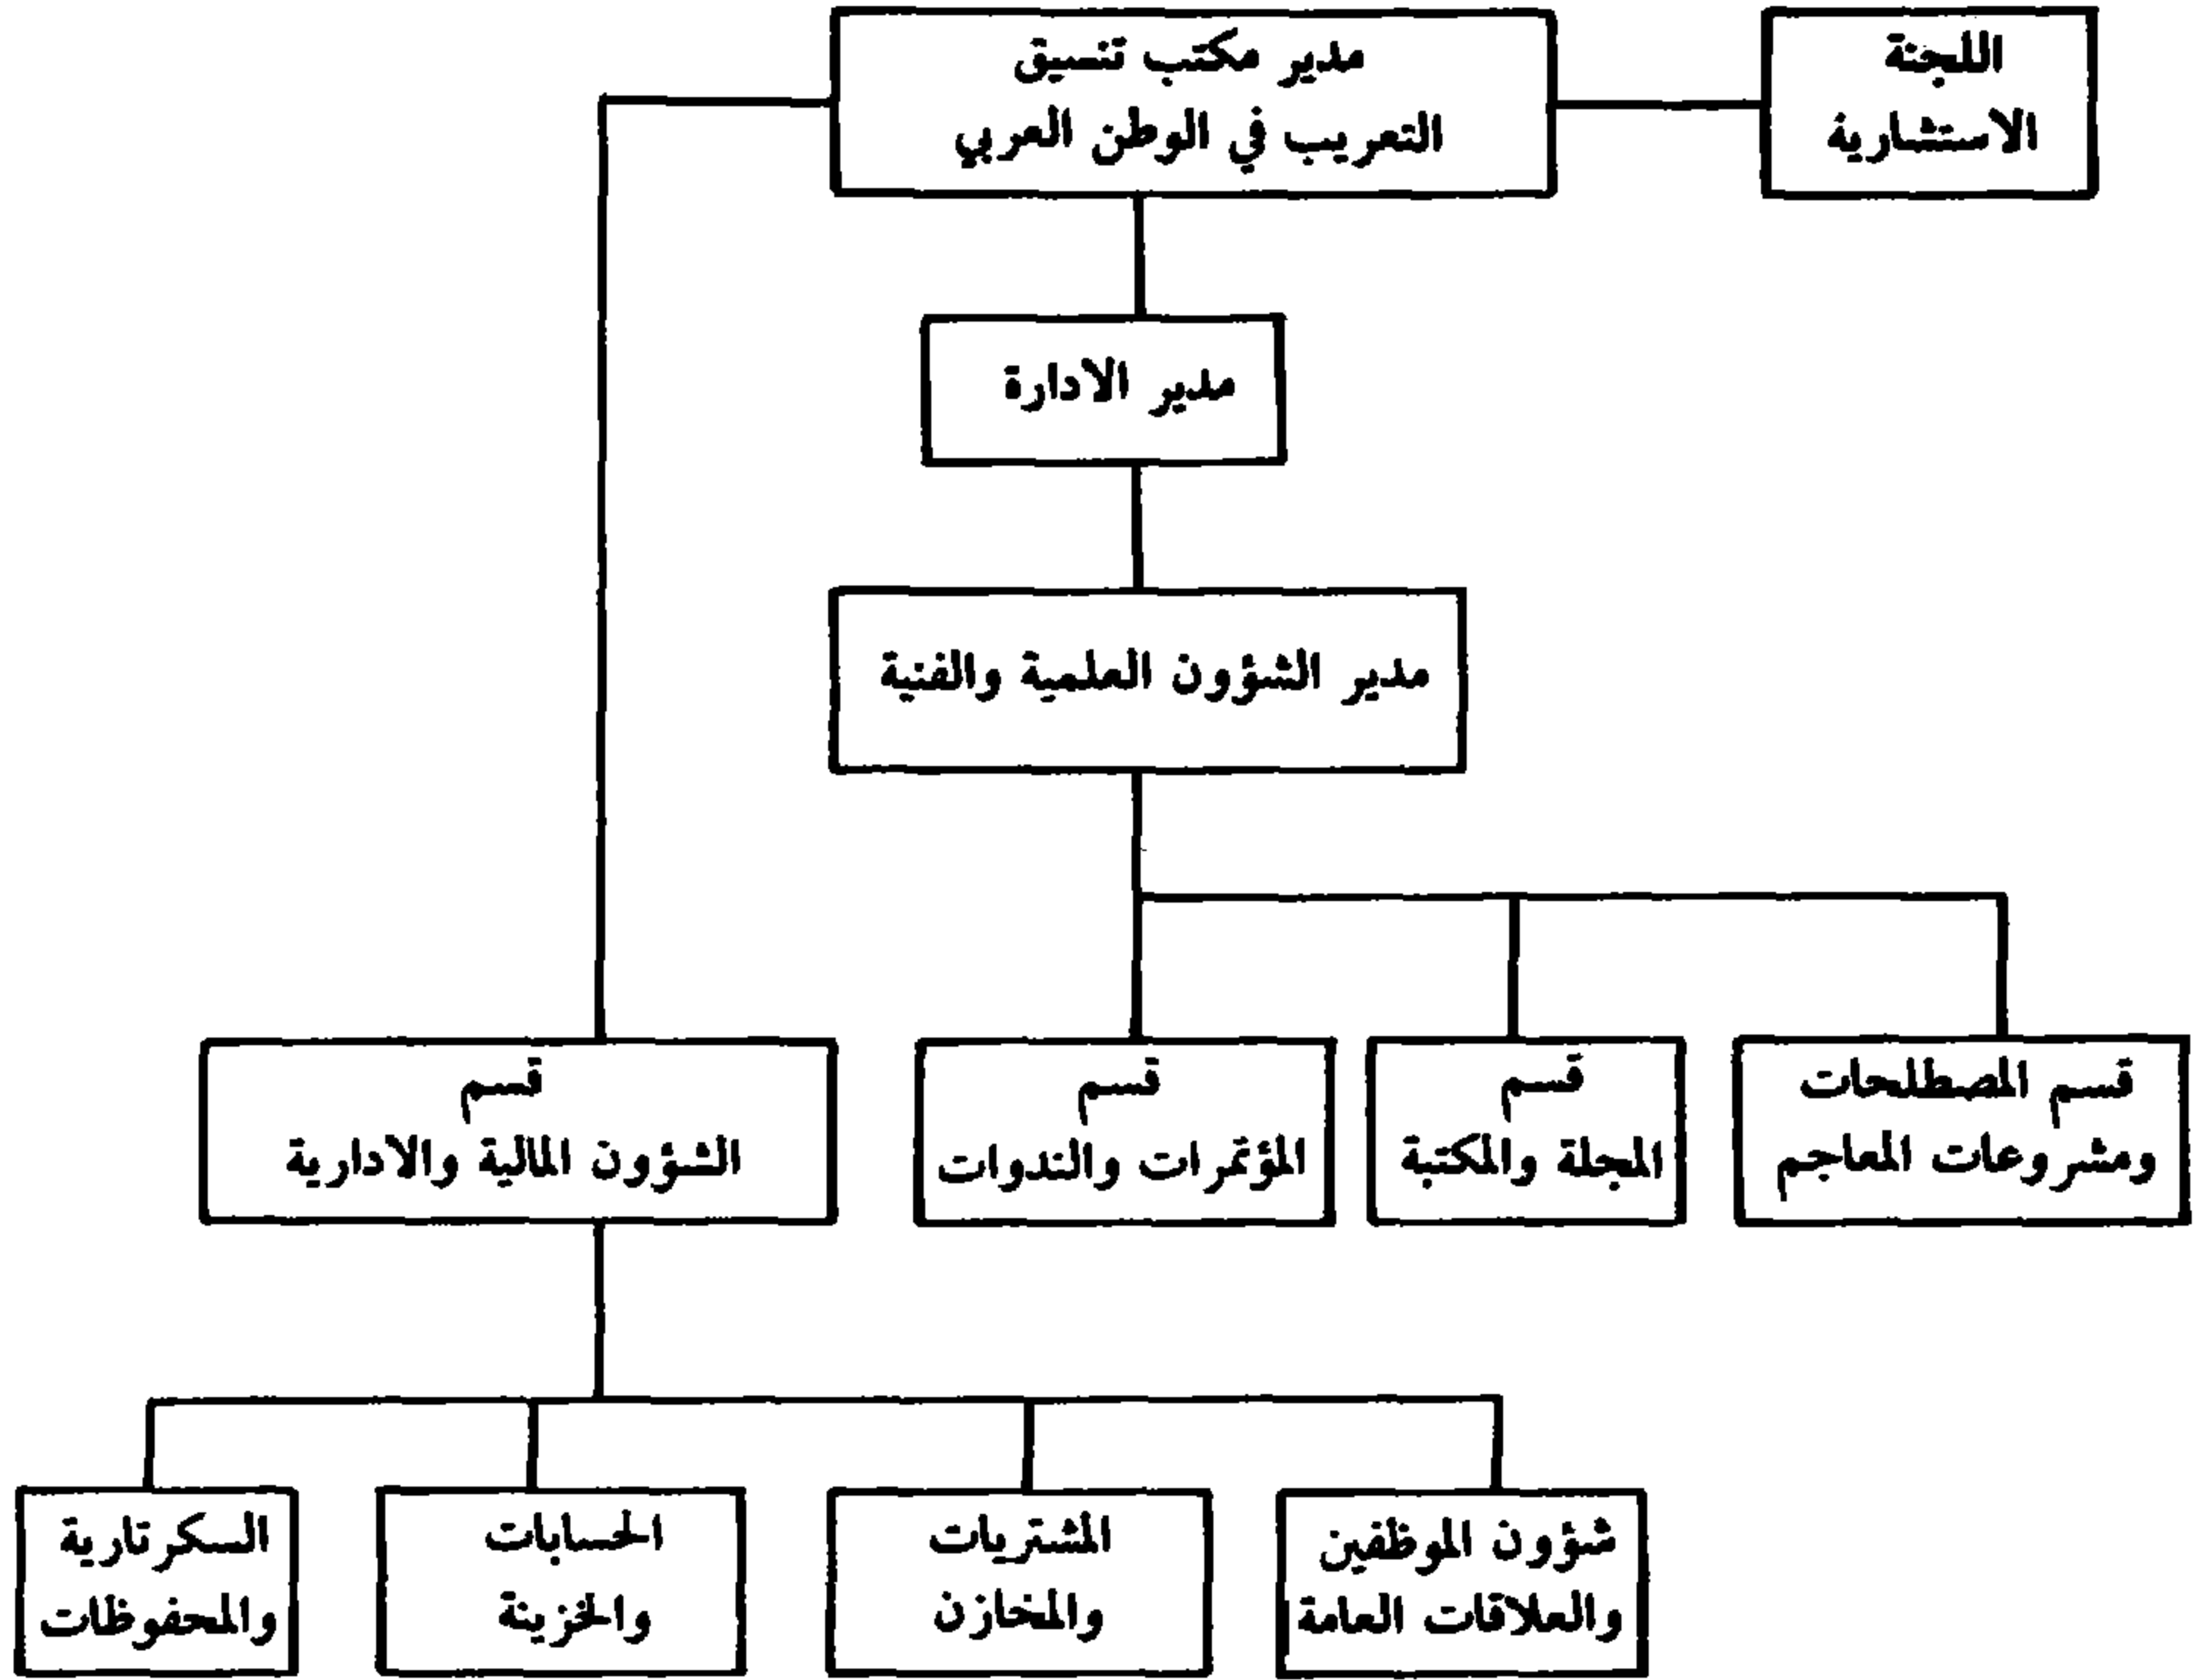 اللجنة
الاستشارية
مدير مكتب تنسيق
التعريب في الوطن العربي
مدير الادارة
مدير الشؤون العلمية والفنية
قسم المصطلحات
ومشروعات المعاجم
قسم
المجلة والمكتبة
قسم
المؤتمرات والندوات
قسم
الشؤون المالية والادارية
شؤون الموظفين
والعلاقات العامة
المشتريات
والمخازن
الحسابات
والخزينة
السكرتارية
والمحفوظات